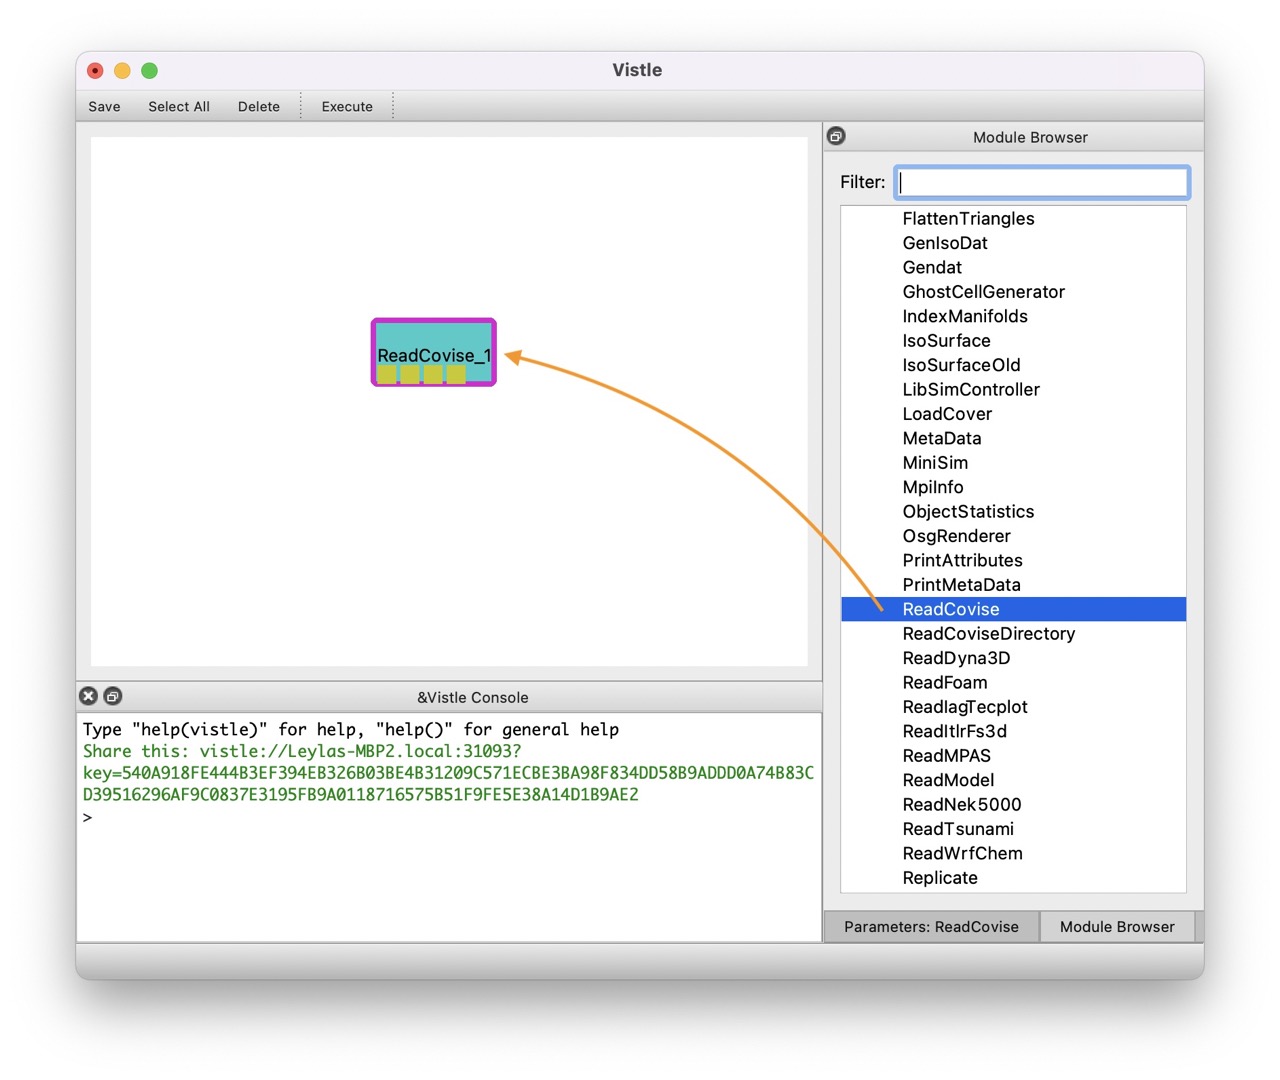 Vistle
Save Select All Delete Execute
ReadCovise_1
Module Browser
Filter:
FlattenTriangles
GenIsoDat
Gendat
GhostCellGenerator
IndexManifolds
IsoSurface
IsoSurfaceOld
LibSimController
LoadCover
MetaData
MiniSim
MpiInfo
ObjectStatistics
OsgRenderer
PrintAttributes
PrintMetaData
ReadCovise
ReadCoviseDirectory
ReadDyna3D
ReadFoam
ReadIagTecplot
ReadItlrFs3d
ReadMPAS
ReadModel
ReadNek5000
ReadTsunami
ReadWrfChem
Replicate
Parameters: ReadCovise Module Browser
&Vistle Console
Type "help(vistle)" for help, "help()" for general help
Share this: vistle://Leylas-MBP2.local:31093?
key=540A918FE444B3EF394EB326B03BE4B31209C571ECBE3BA98F834DD58B9ADDD0A74B83C
D39516296AF9C0837E3195FB9A0118716575B51F9FE5E38A14D1B9AE2
>